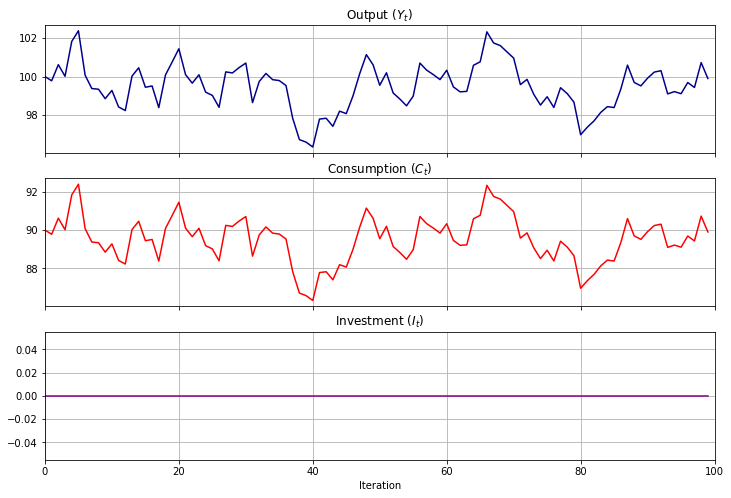 Output (Y_t)
102
100
98
Consumption (C_t)
92
90
88
Investment (I_t)
0.04
0.02
0.00
−0.02
−0.04
0 20 40 60 80 100
Iteration